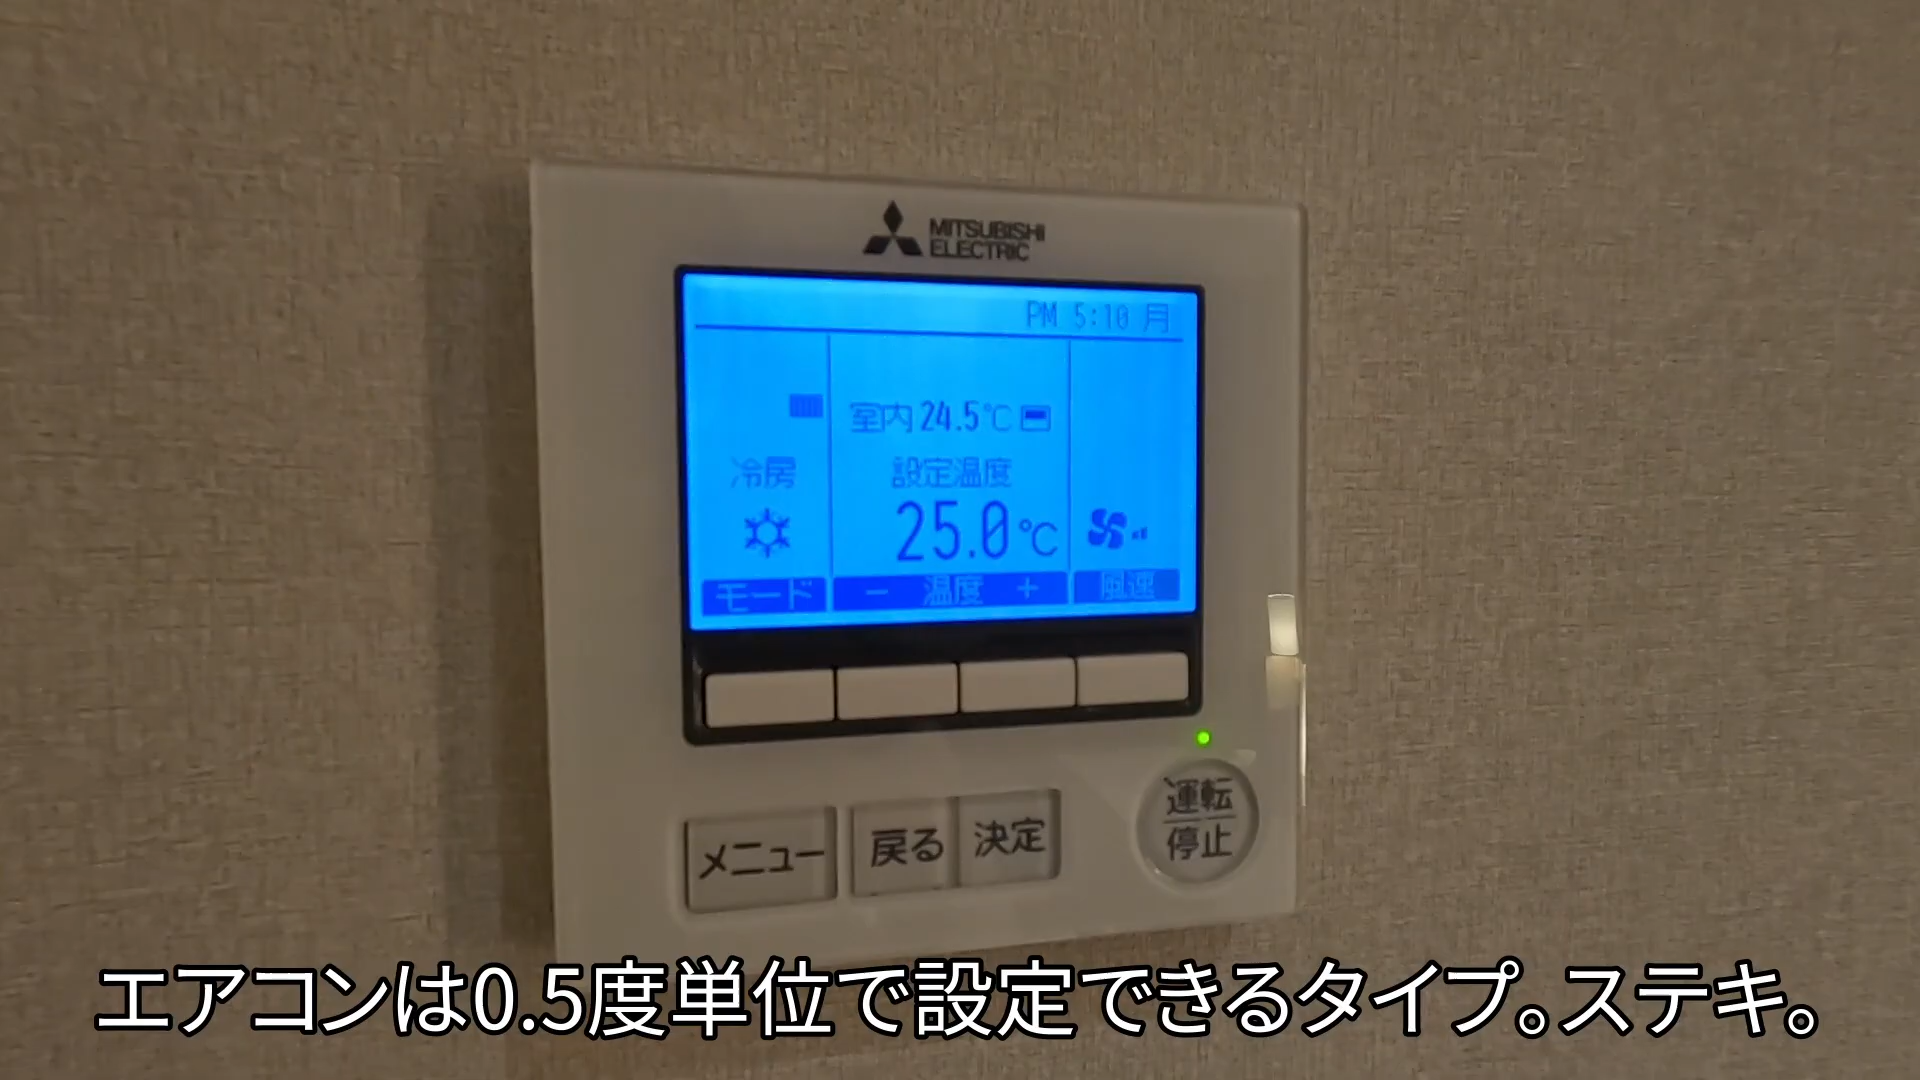 MITSUBISHI
ELECTRIC
PM 5:10 月
室内 24.5℃
冷房
設定温度
25.0℃
モード
− 温度 +
風速
メニュー
戻る
決定
運転
停止
エアコンは0.5度単位で設定できるタイプ。ステキ。